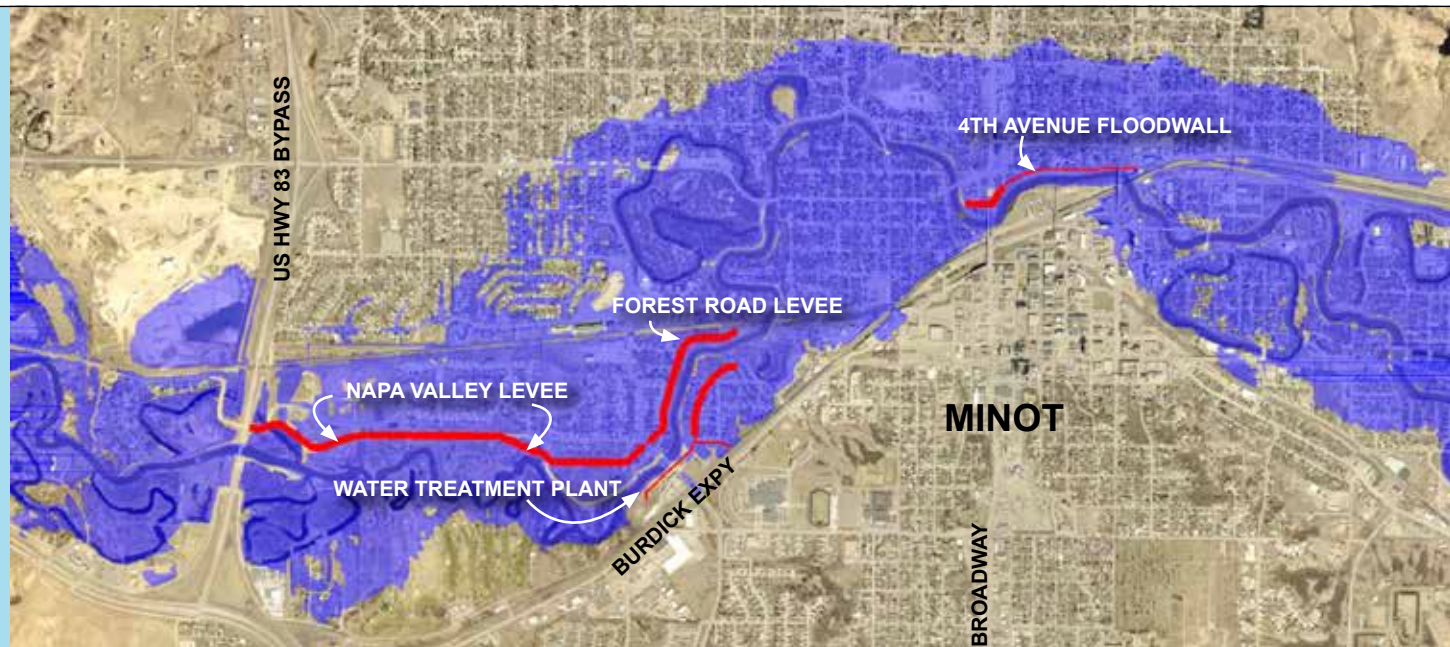 US HWY 83 BYPASS
4TH AVENUE FLOODWALL
FOREST ROAD LEVEE
NAPA VALLEY LEVEE
MINOT
WATER TREATMENT PLANT
BURDICK EXPY
BROADWAY